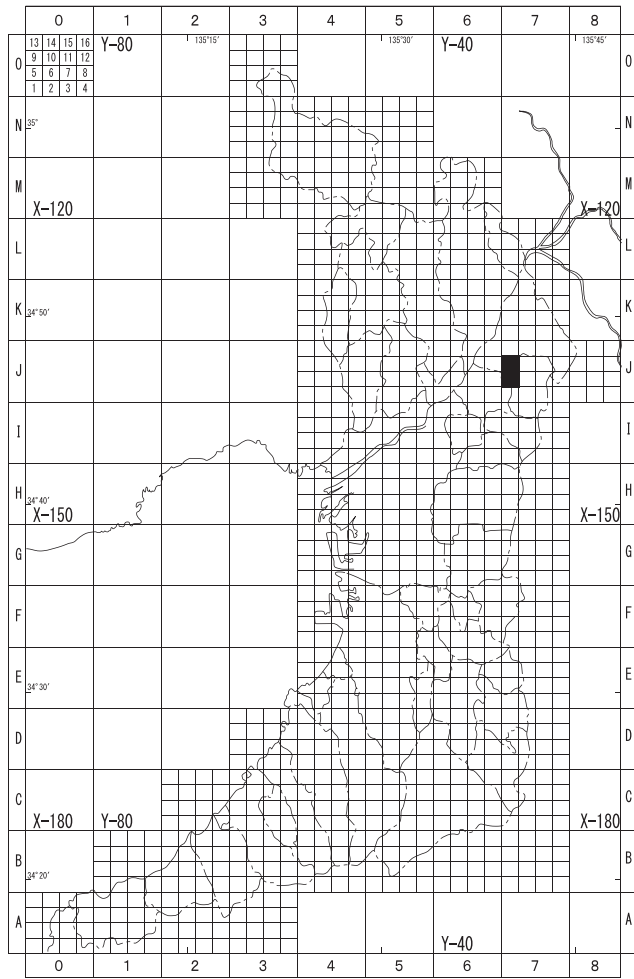 0 1 2 3 4 5 6 7 8
O 13 14 15 16 Y-80 135°15′ 135°30′ Y-40 135°45′ O
9 10 11 12
5 6 7 8
1 2 3 4
N 35° N
M M
X-120 X-120
L L
K 34°50′ K
J J
I I
H 34°40′ H
X-150 X-150
G G
F F
E 34°30′ E
D D
C C
X-180 Y-80 X-180
B 34°20′ B
A A
Y-40
0 1 2 3 4 5 6 7 8